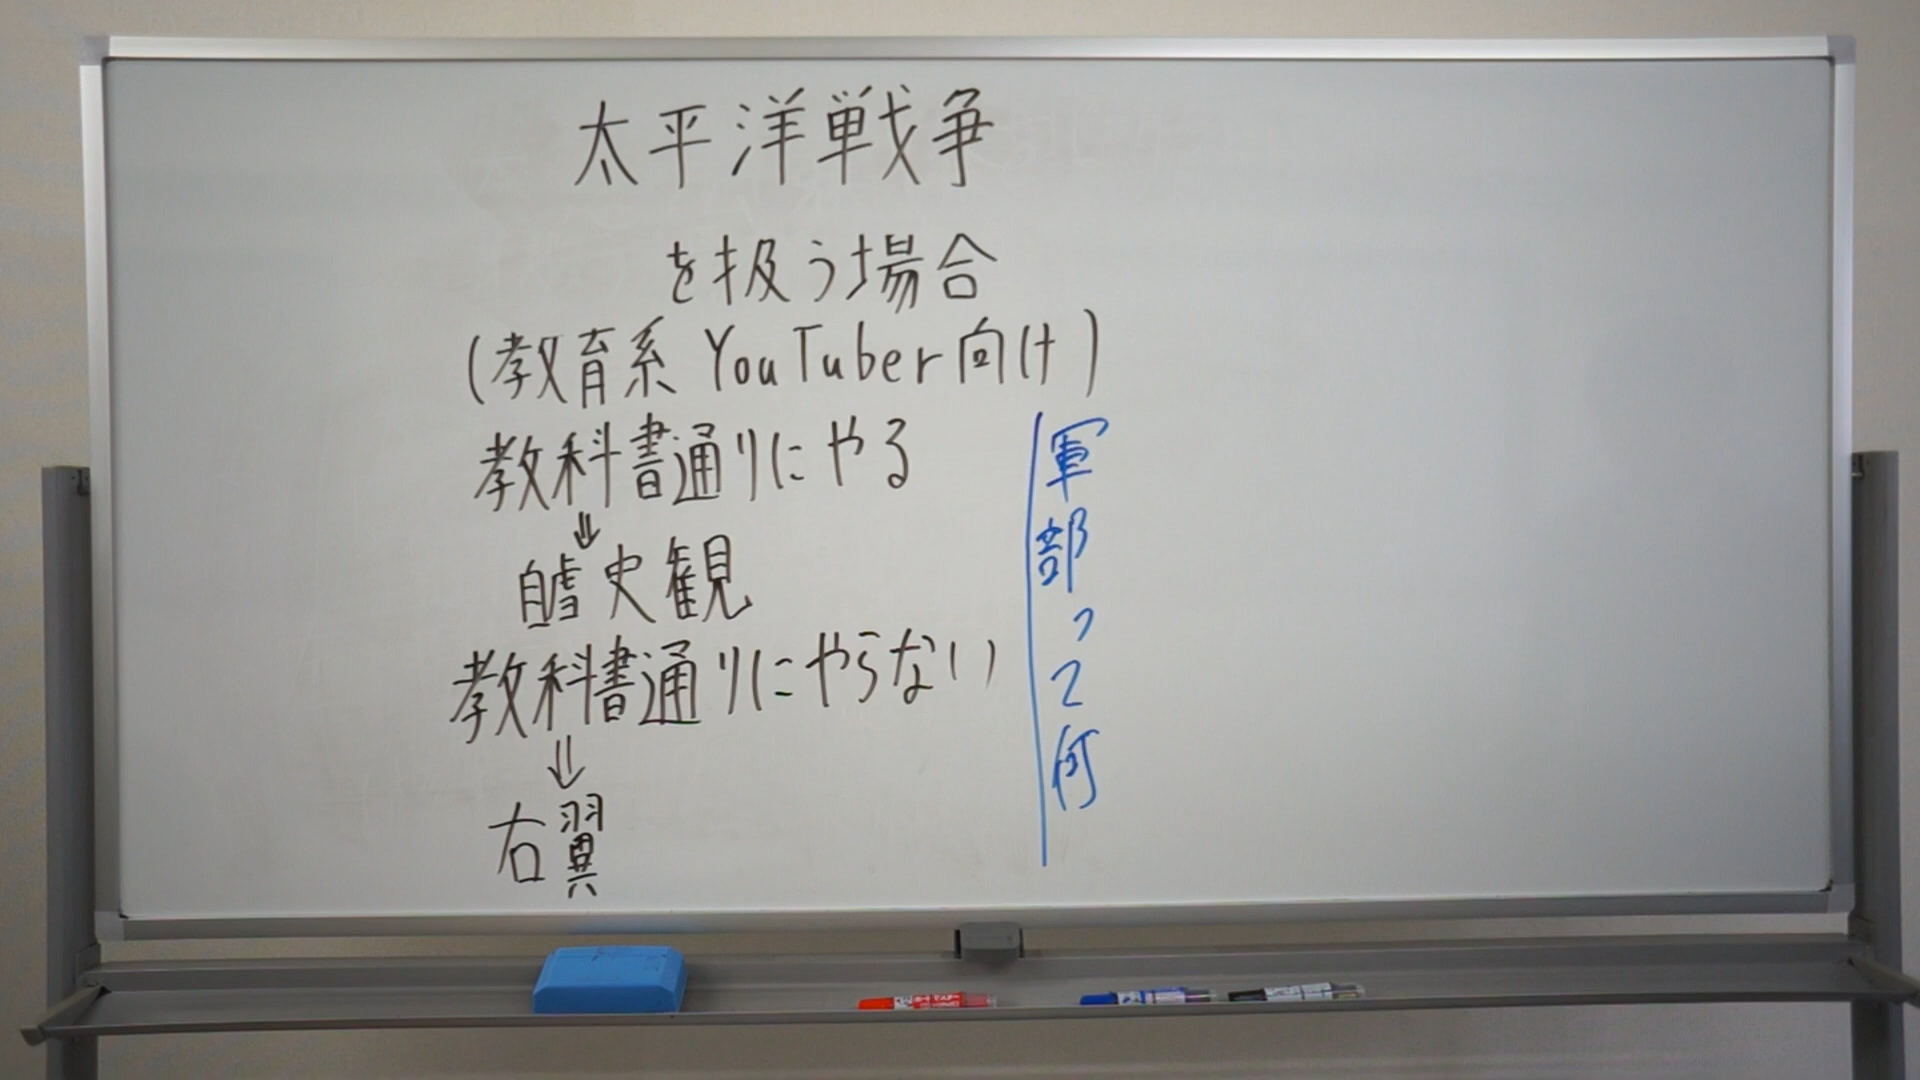 太平洋戦争
を扱う場合
(教育系YouTuber向け)
教科書通りにやる
⇓
自虐史観
教科書通りにやらない
⇓
右翼
軍部って何